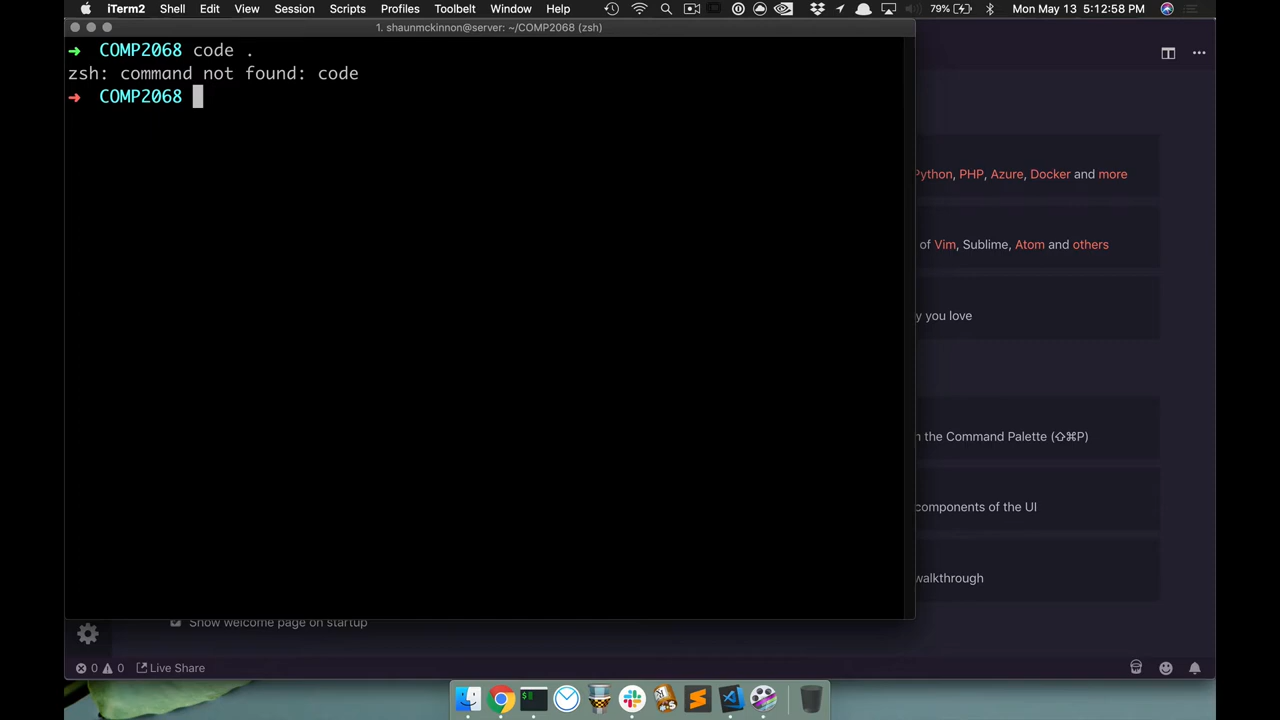 iTerm2 Shell Edit View Session Scripts Profiles Toolbelt Window Help 79% Mon May 13 5:12:58 PM
1. shaunmckinnon@server: ~/COMP2068 (zsh)
➜ COMP2068 code .
zsh: command not found: code
➜ COMP2068
Python, PHP, Azure, Docker and more
of Vim, Sublime, Atom and others
y you love
the Command Palette (⇧⌘P)
components of the UI
walkthrough
Show welcome page on startup
0 0 Live Share